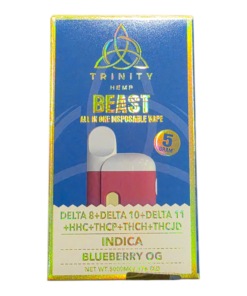 TRINITY
HEMP
BEAST
ALL IN ONE DISPOSABLE VAPE
5
GRAM
DELTA 8+DELTA 10+DELTA 11
+HHC+THCP+THCH+THCJD
INDICA
BLUEBERRY OG